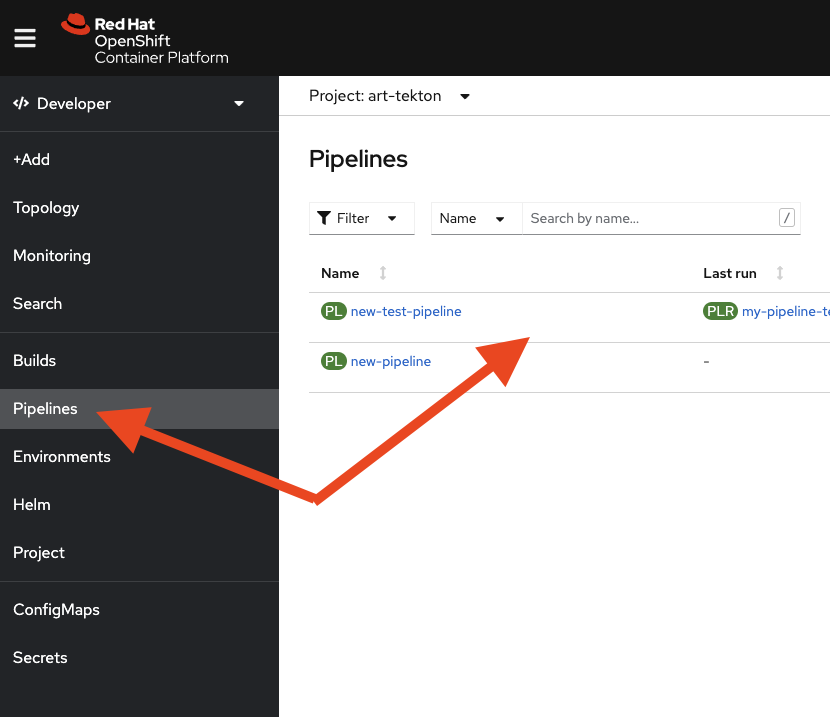 Red Hat
OpenShift
Container Platform
Developer
Project: art-tekton
+Add
Topology
Monitoring
Search
Builds
Pipelines
Environments
Helm
Project
ConfigMaps
Secrets
Pipelines
Filter
Name
Search by name...
/
Name
Last run
PL new-test-pipeline
PLR my-pipeline-te
PL new-pipeline
-